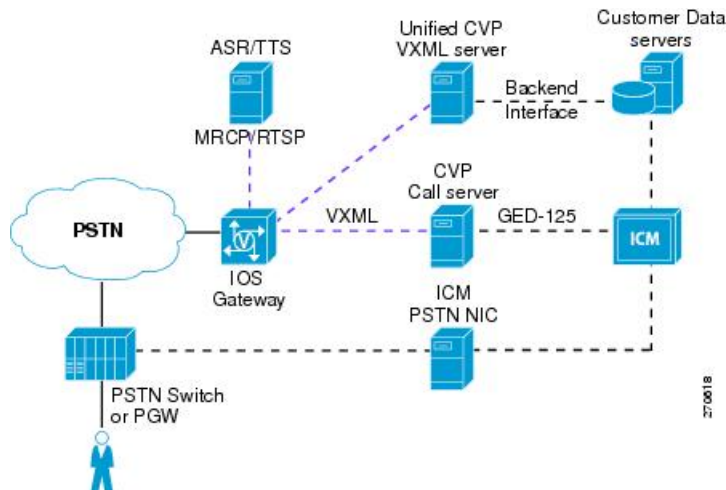 ASR/TTS
MRCP/RTSP
Unified CVP
VXML server
Customer Data
servers
Backend
Interface
PSTN
IOS
Gateway
VXML
CVP
Call server
GED-125
ICM
ICM
PSTN NIC
PSTN Switch
or PGW
V
270618